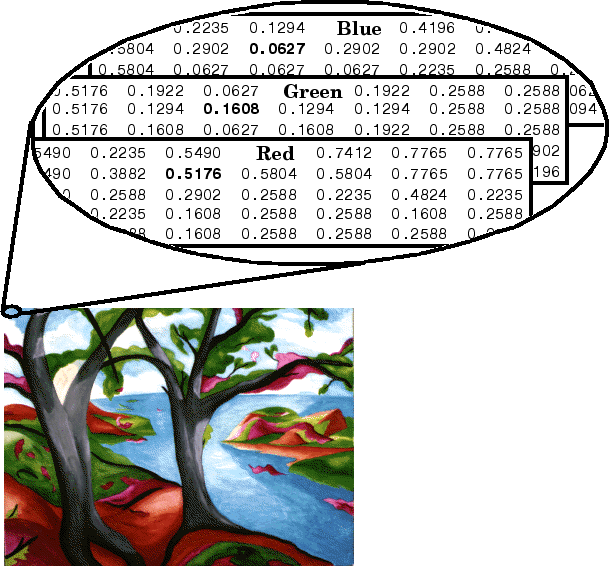 0.2235 0.1294 Blue 0.4196
.5804 0.2902 0.0627 0.2902 0.2902 0.4824
0.5804 0.0627 0.0627 0.0627 0.2235 0.2588
0.5176 0.1922 0.0627 Green 0.1922 0.2588 0.2588
0.5176 0.1294 0.1608 0.1294 0.1294 0.2588 0.2588 094
0.5176 0.1608 0.0627 0.1608 0.1922 0.2588 0.2588
5490 0.2235 0.5490 Red 0.7412 0.7765 0.7765 902
490 0.3882 0.5176 0.5804 0.5804 0.7765 0.7765 196
0.2588 0.2902 0.2588 0.2235 0.4824 0.2235
0.2235 0.1608 0.2588 0.2588 0.1608 0.2588
0.1608 0.2588 0.2588 0.2588